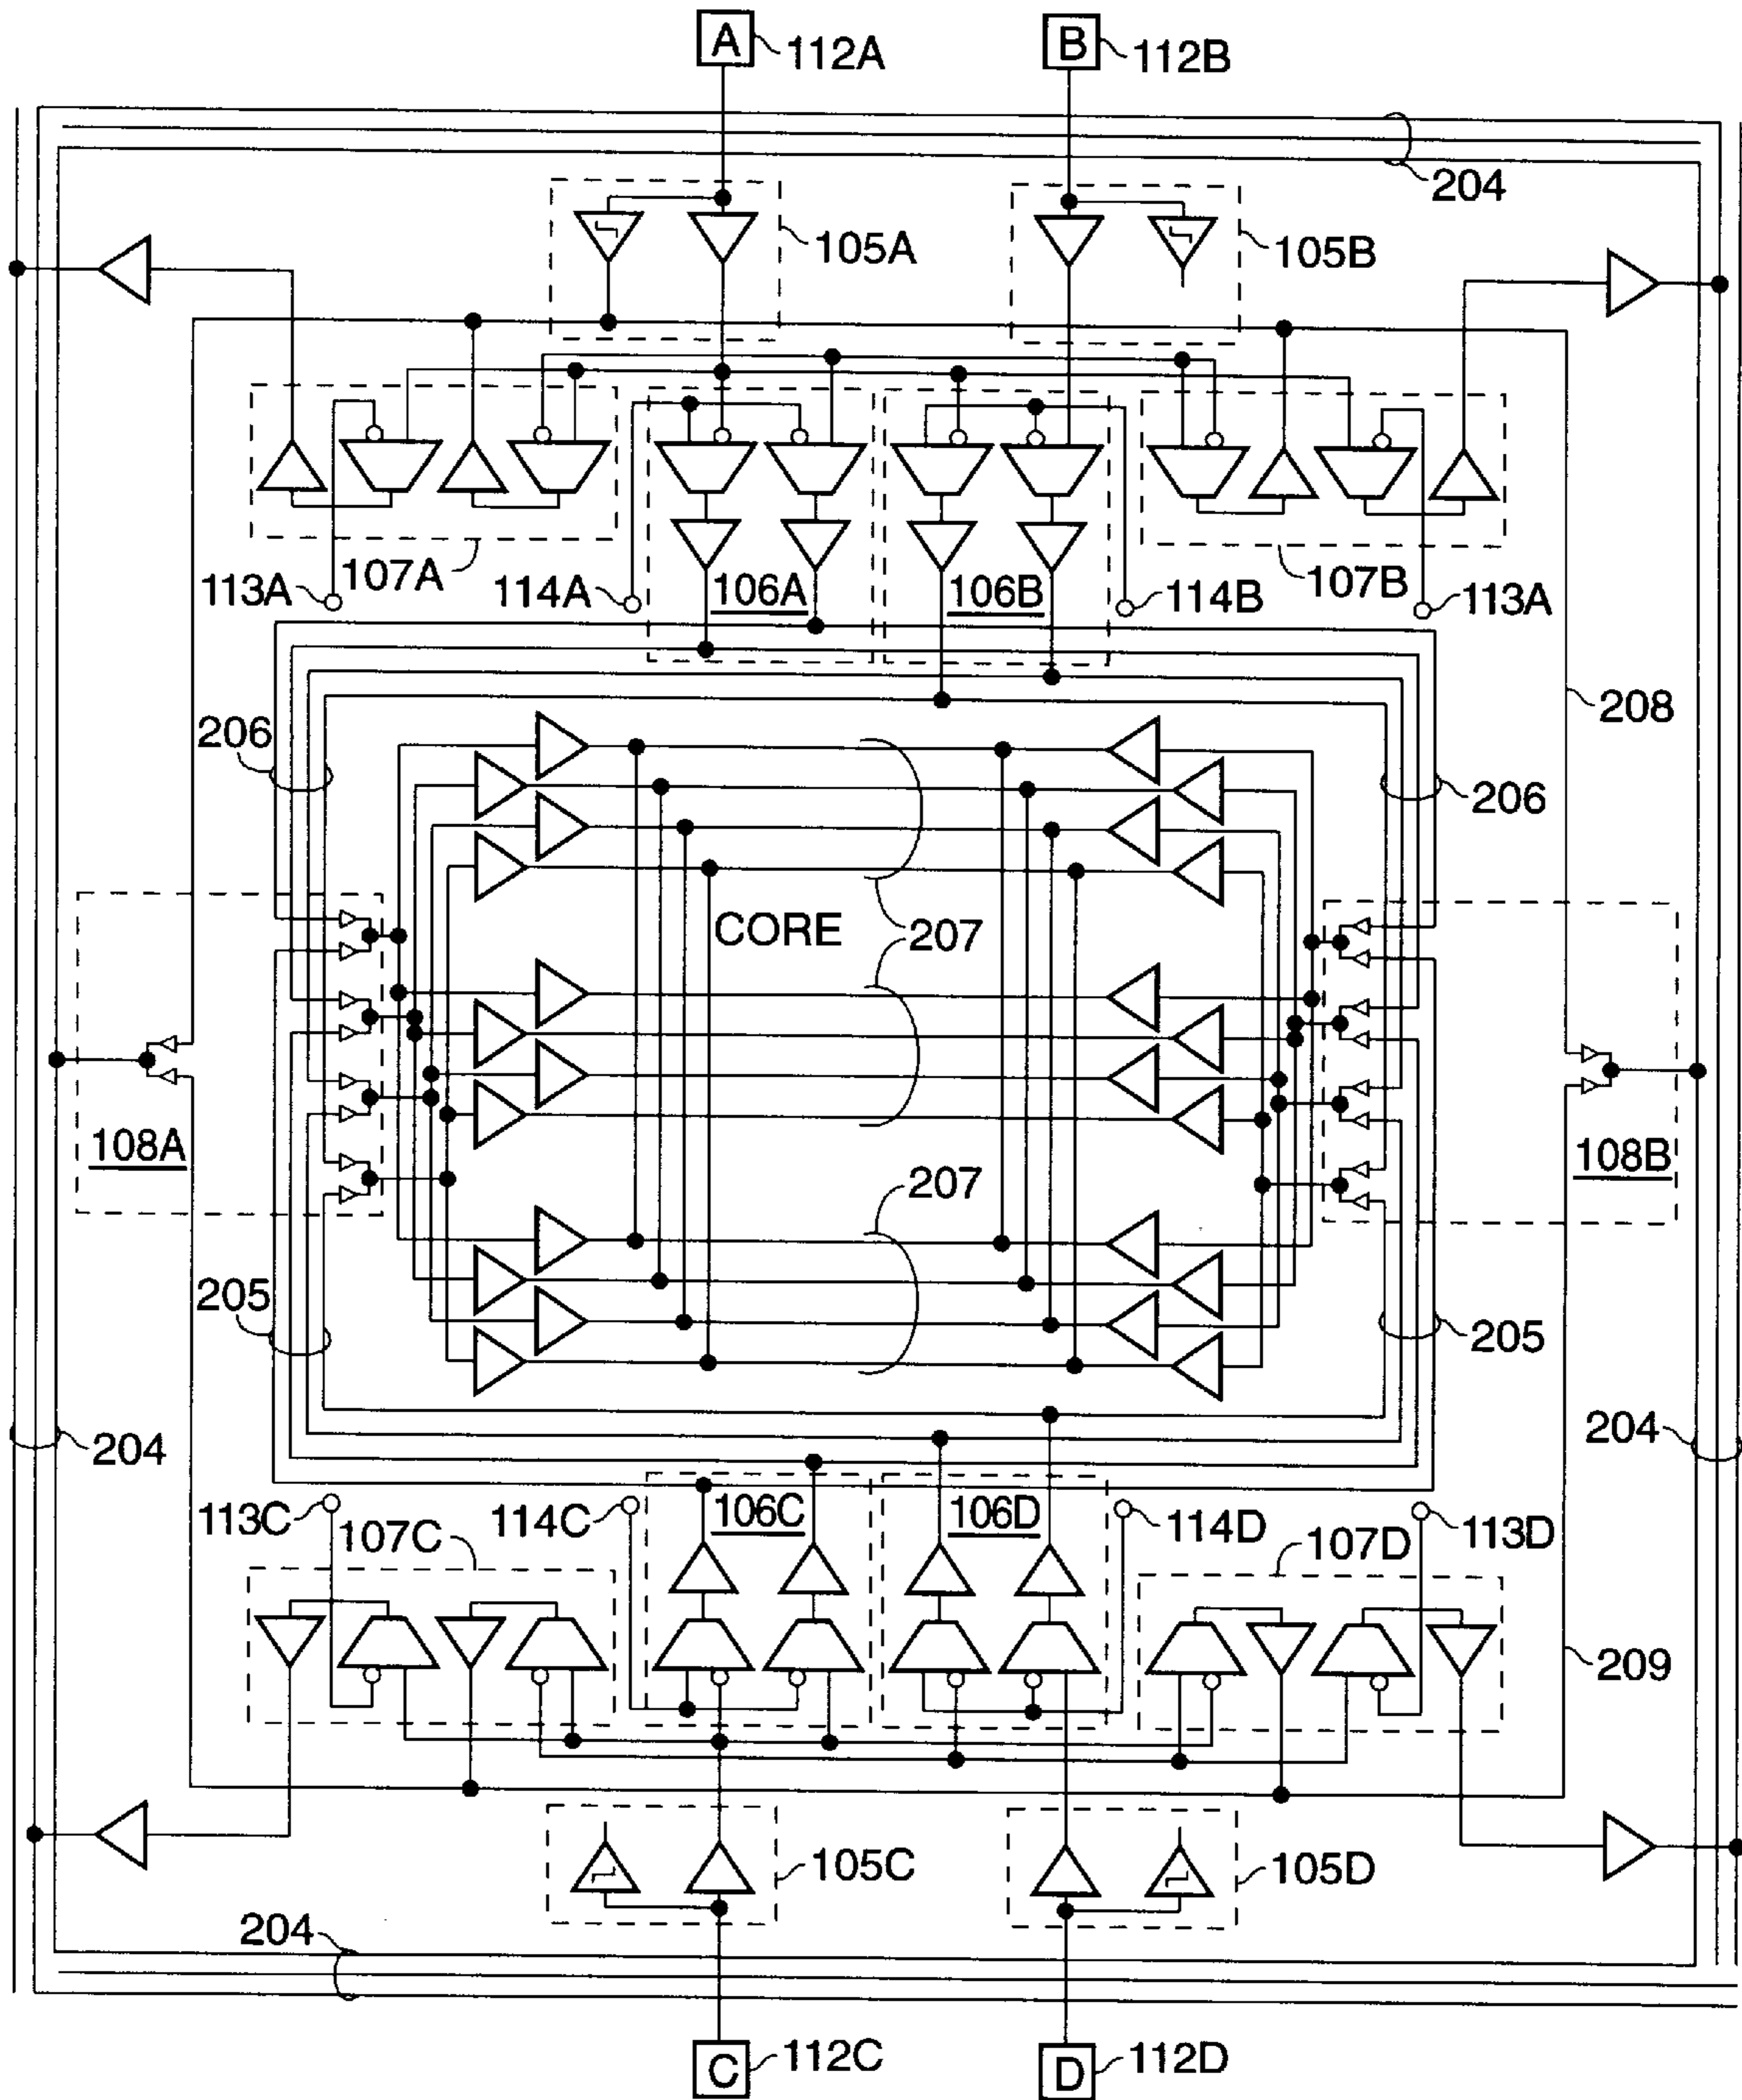 A 112A B 112B
204
105A 105B
107A 107B
113A 114A 106A 106B 114B 113A
208
206 206
CORE 207
108A 108B
207
205 205
204 204
113C 107C 114C 106C 106D 114D 107D 113D
209
105C 105D
204
C 112C D 112D